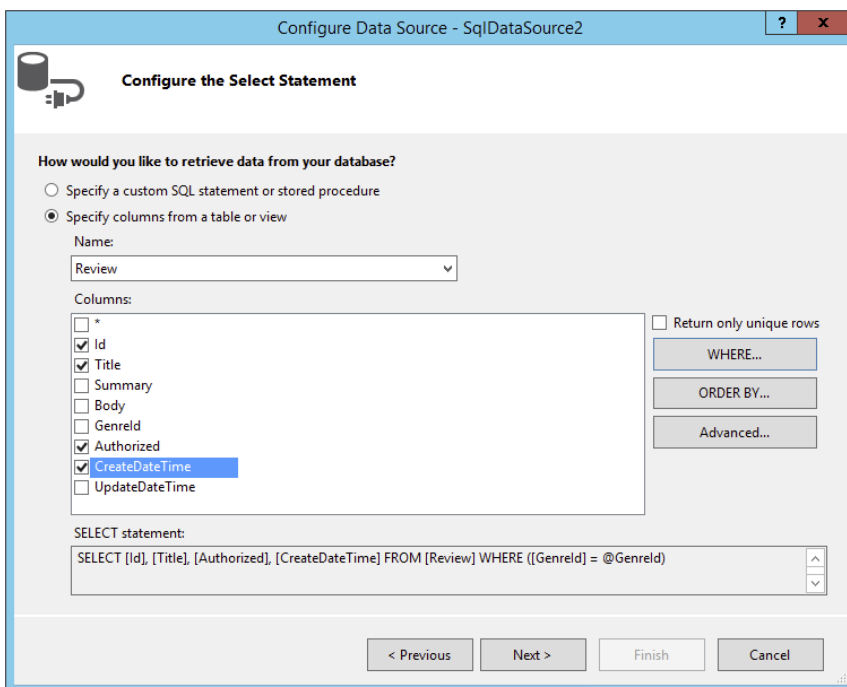 Configure Data Source - SqlDataSource2
? x
Configure the Select Statement
How would you like to retrieve data from your database?
Specify a custom SQL statement or stored procedure
Specify columns from a table or view
Name:
Review
Columns:
*
Id
Title
Summary
Body
GenreId
Authorized
CreateDateTime
UpdateDateTime
Return only unique rows
WHERE...
ORDER BY...
Advanced...
SELECT statement:
SELECT [Id], [Title], [Authorized], [CreateDateTime] FROM [Review] WHERE ([GenreId] = @GenreId)
< Previous
Next >
Finish
Cancel